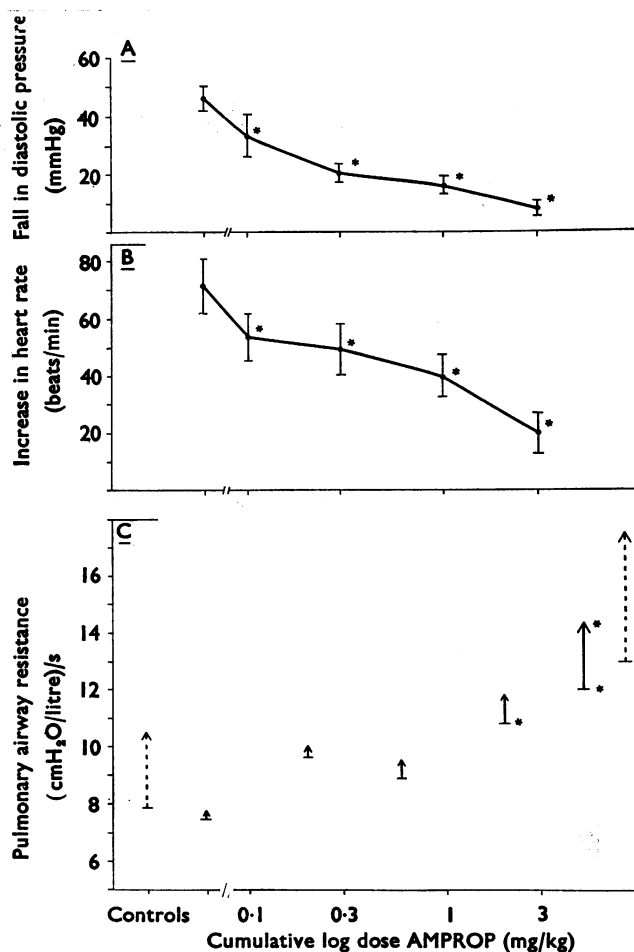 A
60
40
20
Fall in diastolic pressure
(mmHg)
*
*
*
*
B
80
60
40
20
Increase in heart rate
(beats/min)
*
*
*
*
C
16
14
12
10
8
6
Pulmonary airway resistance
(cmH₂O/litre)/s
*
*
*
Controls 0·1 0·3 1 3
Cumulative log dose AMPROP (mg/kg)